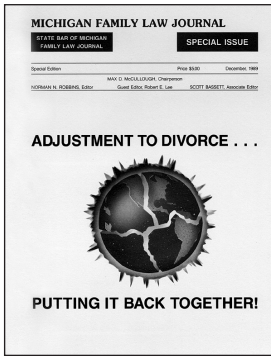 MICHIGAN FAMILY LAW JOURNAL
STATE BAR OF MICHIGAN
FAMILY LAW JOURNAL
SPECIAL ISSUE
Special Edition Price $5.00 December, 1989
MAX D. McCULLOUGH, Chairperson
NORMAN N. ROBBINS, Editor Guest Editor, Robert E. Lee SCOTT BASSETT, Associate Editor
ADJUSTMENT TO DIVORCE . . .
PUTTING IT BACK TOGETHER!